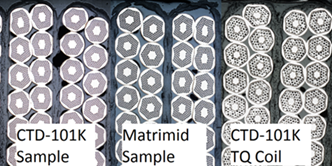 CTD-101K
Sample
Matrimid
Sample
CTD-101K
TQ Coil